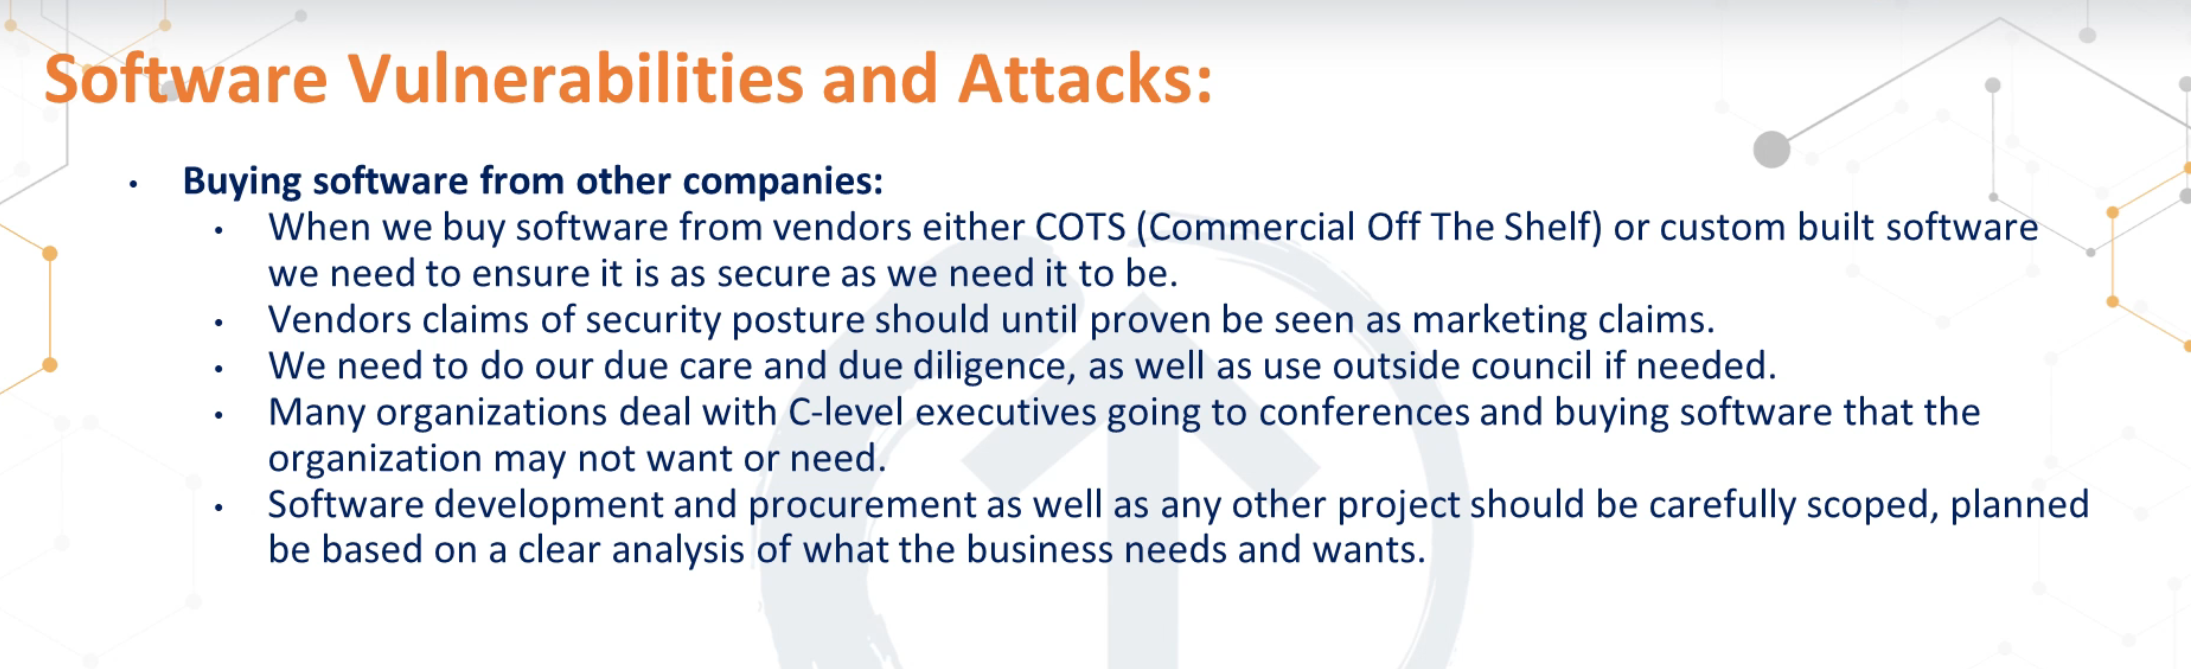 Software Vulnerabilities and Attacks:
• Buying software from other companies:
• When we buy software from vendors either COTS (Commercial Off The Shelf) or custom built software
we need to ensure it is as secure as we need it to be.
• Vendors claims of security posture should until proven be seen as marketing claims.
• We need to do our due care and due diligence, as well as use outside council if needed.
• Many organizations deal with C-level executives going to conferences and buying software that the
organization may not want or need.
• Software development and procurement as well as any other project should be carefully scoped, planned
be based on a clear analysis of what the business needs and wants.